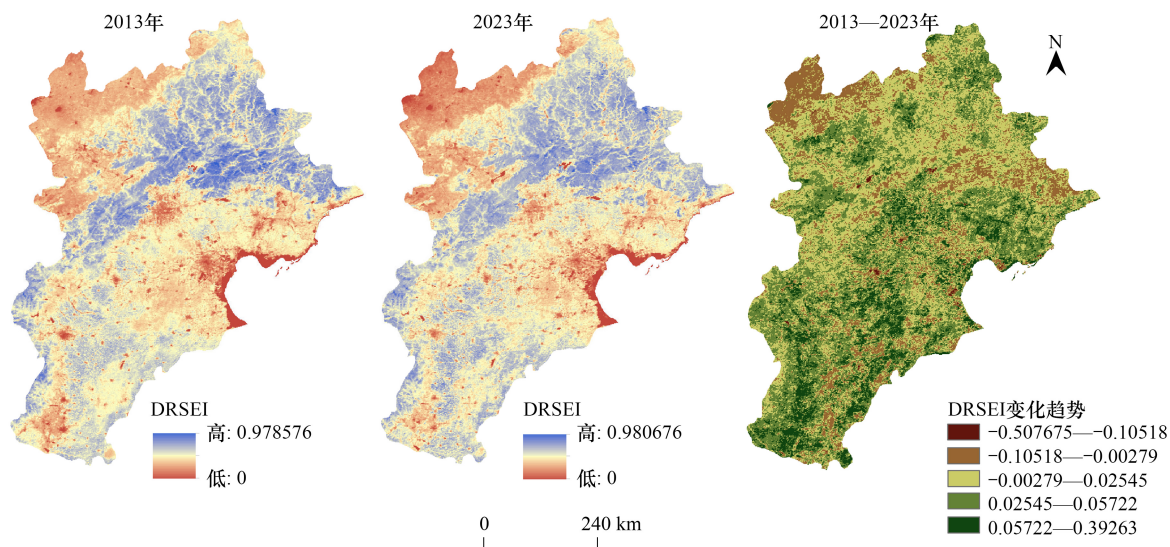 2013年
2023年
2013—2023年
N
DRSEI
高: 0.978576
低: 0
DRSEI
高: 0.980676
低: 0
DRSEI变化趋势
-0.507675—-0.10518
-0.10518—-0.00279
-0.00279—0.02545
0.02545—0.05722
0.05722—0.39263
0 240 km